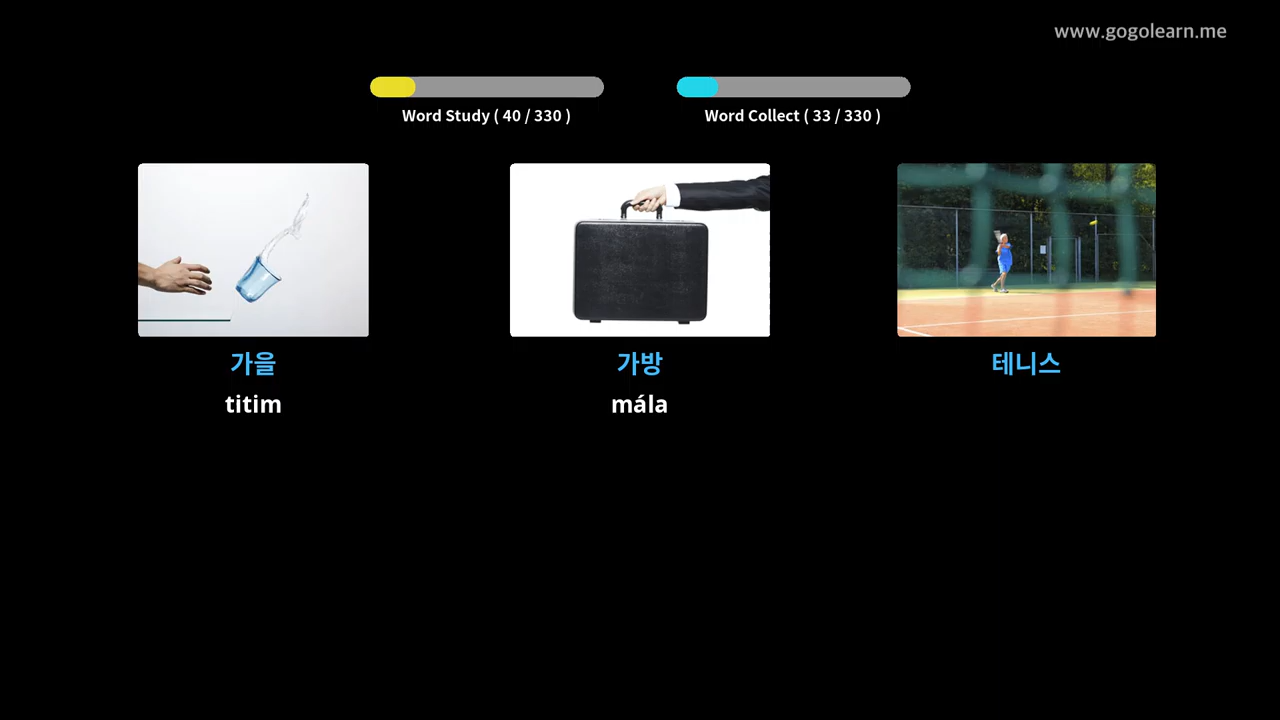 www.gogolearn.me
Word Study ( 40 / 330 )
Word Collect ( 33 / 330 )
가을
가방
테니스
titim
mála